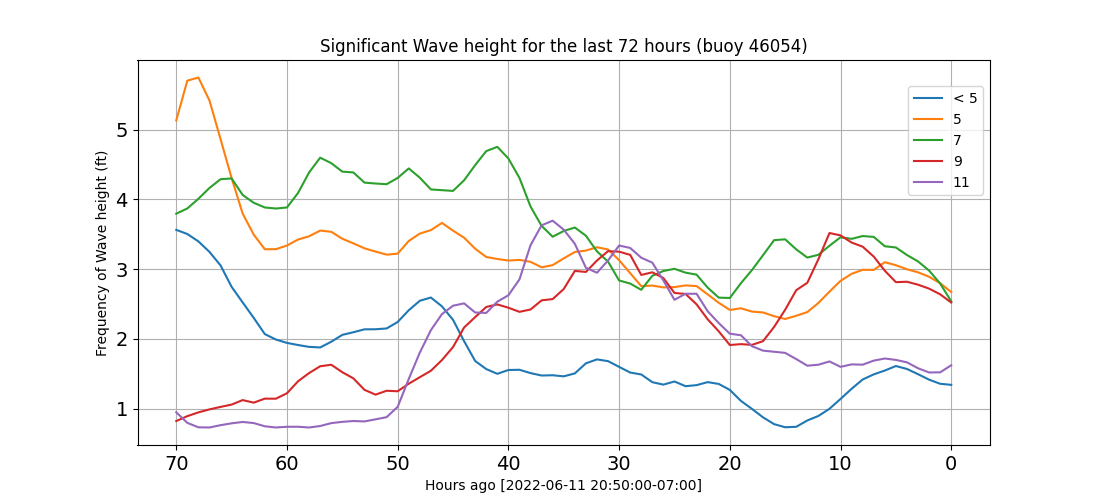 Significant Wave height for the last 72 hours (buoy 46054)
Frequency of Wave height (ft)
5
4
3
2
1
< 5
5
7
9
11
70 60 50 40 30 20 10 0
Hours ago [2022-06-11 20:50:00-07:00]